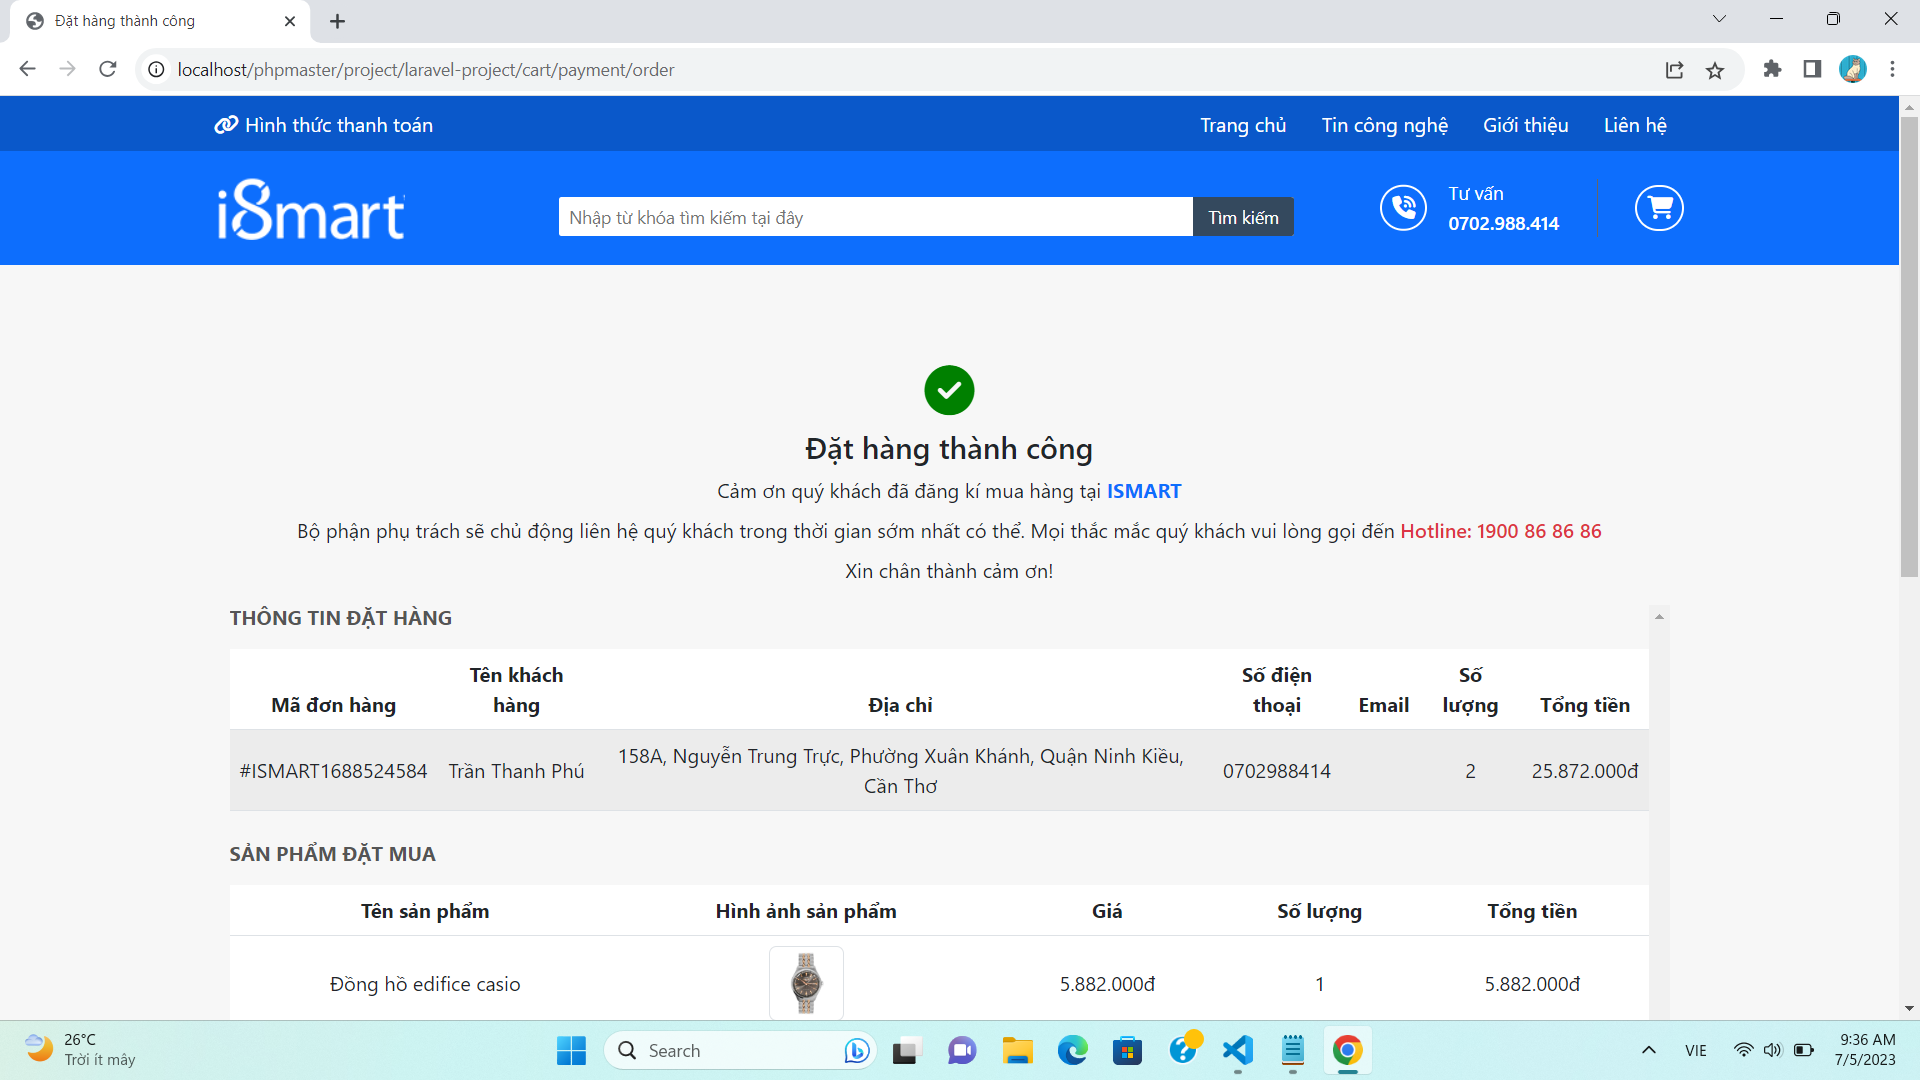 Đặt hàng thành công
localhost/phpmaster/project/laravel-project/cart/payment/order
Hình thức thanh toán
Trang chủ
Tin công nghệ
Giới thiệu
Liên hệ
i8mart
Nhập từ khóa tìm kiếm tại đây
Tìm kiếm
Tư vấn
0702.988.414
Đặt hàng thành công
Cảm ơn quý khách đã đăng kí mua hàng tại ISMART
Bộ phận phụ trách sẽ chủ động liên hệ quý khách trong thời gian sớm nhất có thể. Mọi thắc mắc quý khách vui lòng gọi đến Hotline: 1900 86 86 86
Xin chân thành cảm ơn!
THÔNG TIN ĐẶT HÀNG
Mã đơn hàng
Tên khách
hàng
Địa chỉ
Số điện
thoại
Email
Số
lượng
Tổng tiền
#ISMART1688524584
Trần Thanh Phú
158A, Nguyễn Trung Trực, Phường Xuân Khánh, Quận Ninh Kiều,
Cần Thơ
0702988414
2
25.872.000đ
SẢN PHẨM ĐẶT MUA
Tên sản phẩm
Hình ảnh sản phẩm
Giá
Số lượng
Tổng tiền
Đồng hồ edifice casio
5.882.000đ
1
5.882.000đ
26°C
Trời ít mây
Search
VIE
9:36 AM
7/5/2023